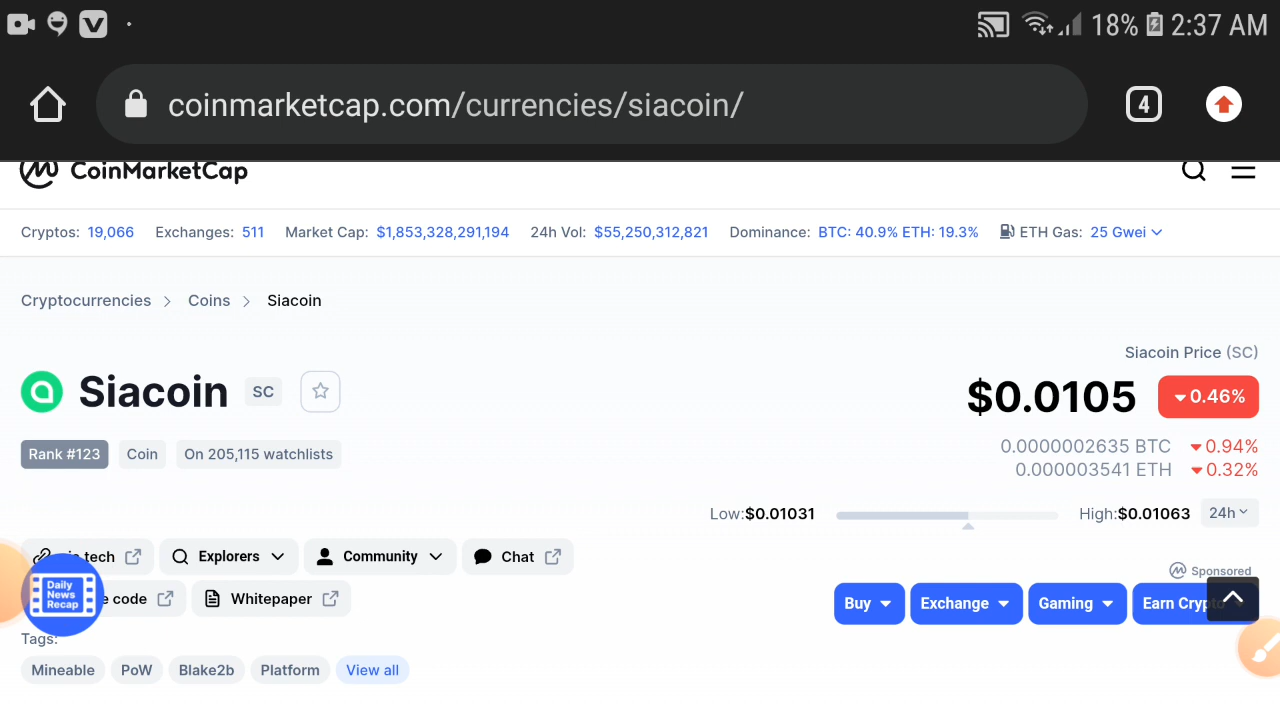 18% 2:37 AM
coinmarketcap.com/currencies/siacoin/
4
CoinMarketCap
Cryptos: 19,066 Exchanges: 511 Market Cap: $1,853,328,291,194 24h Vol: $55,250,312,821 Dominance: BTC: 40.9% ETH: 19.3% ETH Gas: 25 Gwei
Cryptocurrencies > Coins > Siacoin
Siacoin Price (SC)
Siacoin SC
$0.0105 0.46%
Rank #123 Coin On 205,115 watchlists
0.0000002635 BTC 0.94%
0.000003541 ETH 0.32%
Low:$0.01031 High:$0.01063 24h
tech Explorers Community Chat
Sponsored
Daily
News
Recap
code Whitepaper
Buy Exchange Gaming Earn Crypto
Tags:
Mineable PoW Blake2b Platform View all